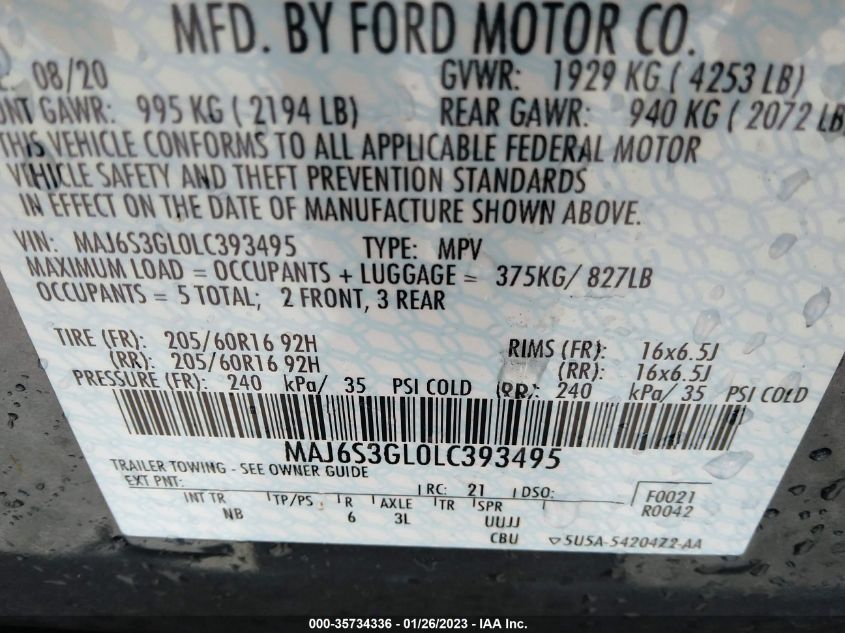 MFD. BY FORD MOTOR CO.
08/20 GVWR: 1929 KG ( 4253 LB)
GAWR: 995 KG ( 2194 LB) REAR GAWR: 940 KG ( 2072 LB
THIS VEHICLE CONFORMS TO ALL APPLICABLE FEDERAL MOTOR
VEHICLE SAFETY AND THEFT PREVENTION STANDARDS
IN EFFECT ON THE DATE OF MANUFACTURE SHOWN ABOVE.
VIN: MAJ6S3GL0LC393495 TYPE: MPV
MAXIMUM LOAD = OCCUPANTS + LUGGAGE = 375KG/ 827LB
OCCUPANTS = 5 TOTAL; 2 FRONT, 3 REAR
TIRE (FR): 205/60R16 92H RIMS (FR): 16x6.5J
(RR): 205/60R16 92H (RR): 16x6.5J
PRESSURE (FR): 240 kPa/ 35 PSI COLD (RR): 240 kPa/ 35 PSI COLD
MAJ6S3GL0LC393495
TRAILER TOWING - SEE OWNER GUIDE
EXT PNT: RC: 21 DSO: F0021
INT TR TP/PS R AXLE TR SPR R0042
NB 6 3L UUJJ
CBU 5U5A-54204Z2-AA
000-35734336 - 01/26/2023 - IAA Inc.